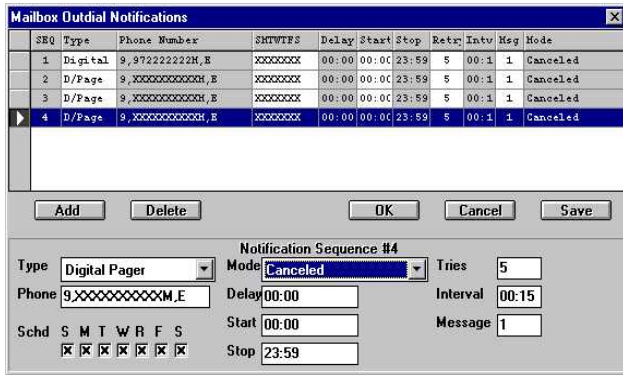 Mailbox Outdial Notifications
SEQ Type Phone Number SMTWTFS Delay Start Stop Retr Intv Msg Mode
1 Digital 9,972222222M,E XXXXXXX 00:00 00:0C 23:59 5 00:1 1 Canceled
2 D/Page 9,XXXXXXXXXXM,E XXXXXXX 00:00 00:0C 23:59 5 00:1 1 Canceled
3 D/Page 9,XXXXXXXXXXM,E XXXXXXX 00:00 00:0C 23:59 5 00:1 1 Canceled
4 D/Page 9,XXXXXXXXXXM,E XXXXXXX 00:00 00:0C 23:59 5 00:1 1 Canceled
Add Delete OK Cancel Save
Notification Sequence #4
Type Digital Pager Mode Canceled Tries 5
Phone 9,XXXXXXXXXXM,E Delay 00:00 Interval 00:15
Schd S M T W R F S Start 00:00 Message 1
Stop 23:59